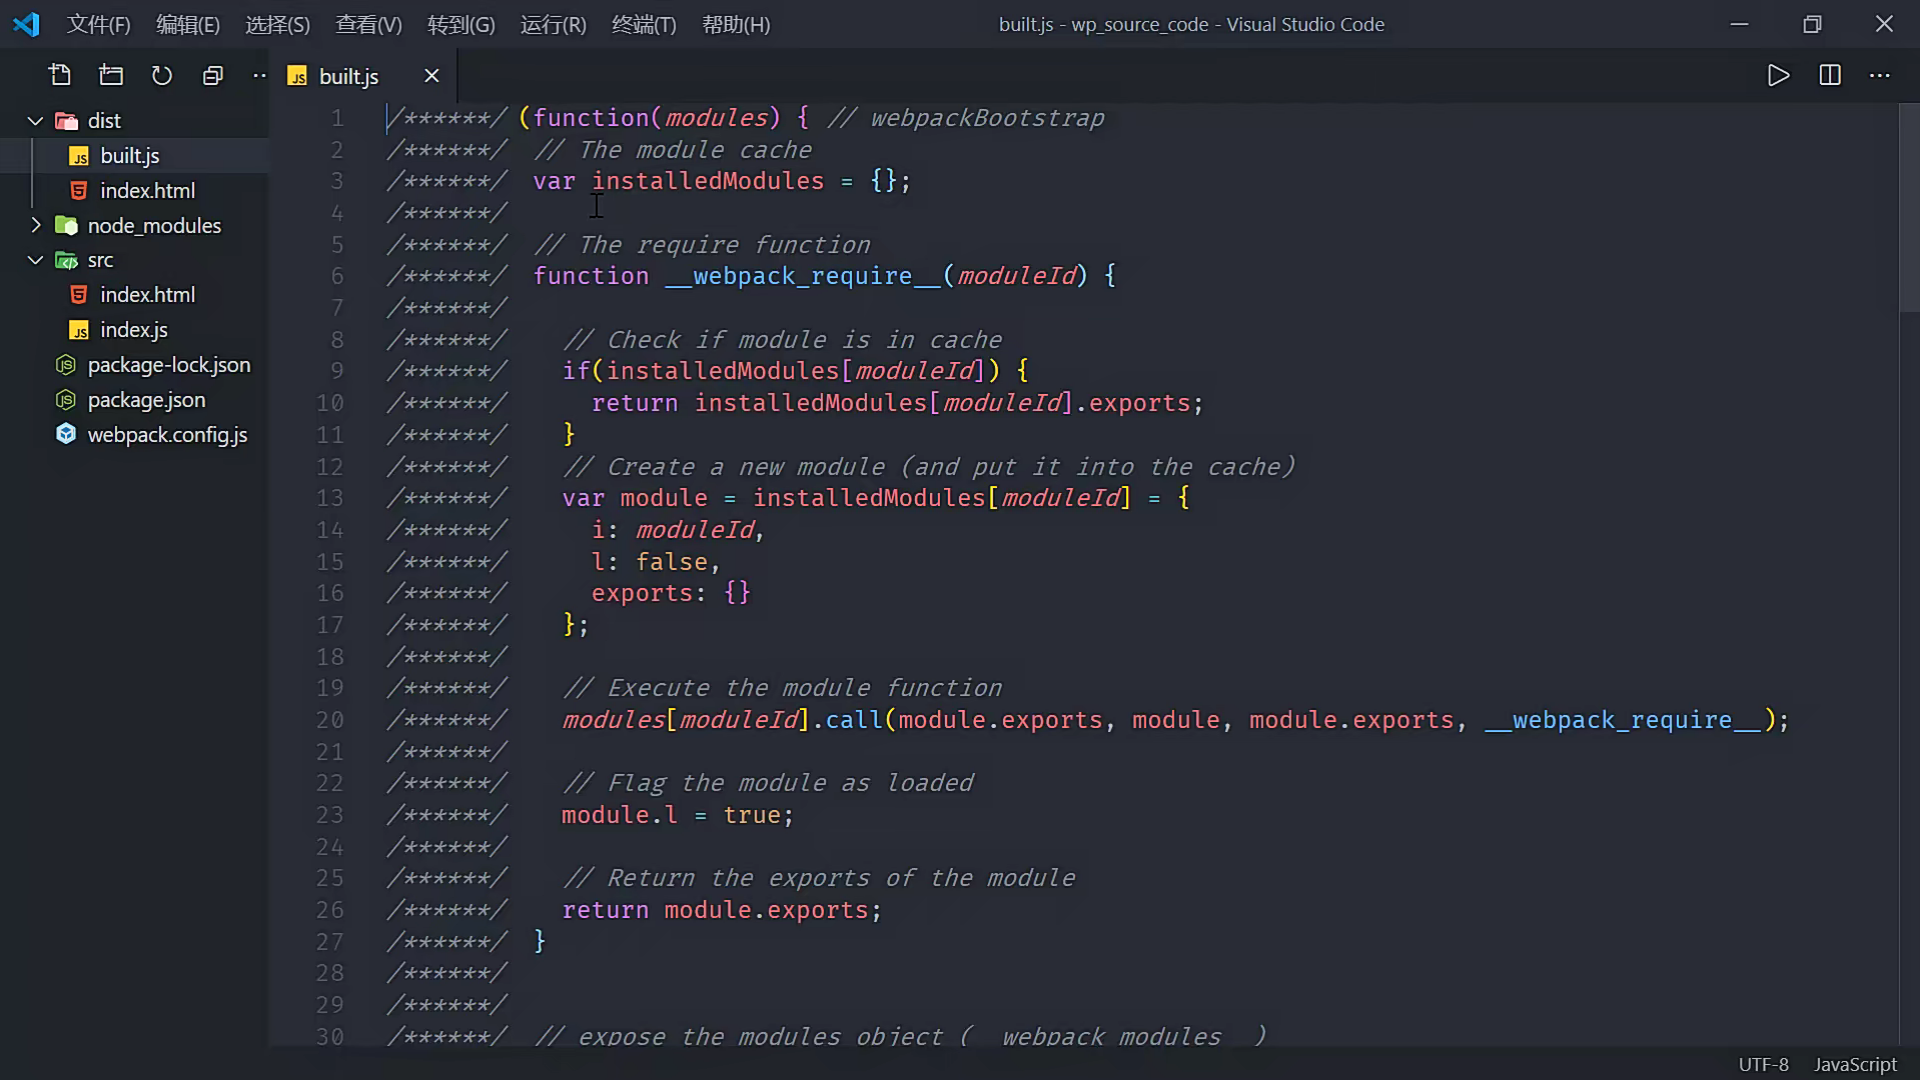 文件(F) 编辑(E) 选择(S) 查看(V) 转到(G) 运行(R) 终端(T) 帮助(H) built.js - wp_source_code - Visual Studio Code
built.js
dist
built.js
index.html
node_modules
src
index.html
index.js
package-lock.json
package.json
webpack.config.js
1 /******/ (function(modules) { // webpackBootstrap
2 /******/ // The module cache
3 /******/ var installedModules = {};
4 /******/
5 /******/ // The require function
6 /******/ function __webpack_require__(moduleId) {
7 /******/
8 /******/ // Check if module is in cache
9 /******/ if(installedModules[moduleId]) {
10 /******/ return installedModules[moduleId].exports;
11 /******/ }
12 /******/ // Create a new module (and put it into the cache)
13 /******/ var module = installedModules[moduleId] = {
14 /******/ i: moduleId,
15 /******/ l: false,
16 /******/ exports: {}
17 /******/ };
18 /******/
19 /******/ // Execute the module function
20 /******/ modules[moduleId].call(module.exports, module, module.exports, __webpack_require__);
21 /******/
22 /******/ // Flag the module as loaded
23 /******/ module.l = true;
24 /******/
25 /******/ // Return the exports of the module
26 /******/ return module.exports;
27 /******/ }
28 /******/
29 /******/
30 /******/ // expose the modules object (__webpack_modules__)
UTF-8 JavaScript